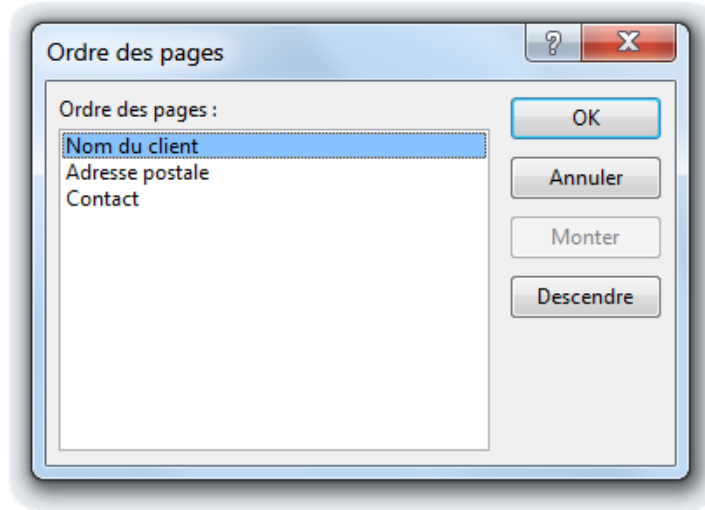 Ordre des pages
Ordre des pages :
Nom du client
Adresse postale
Contact
OK
Annuler
Monter
Descendre